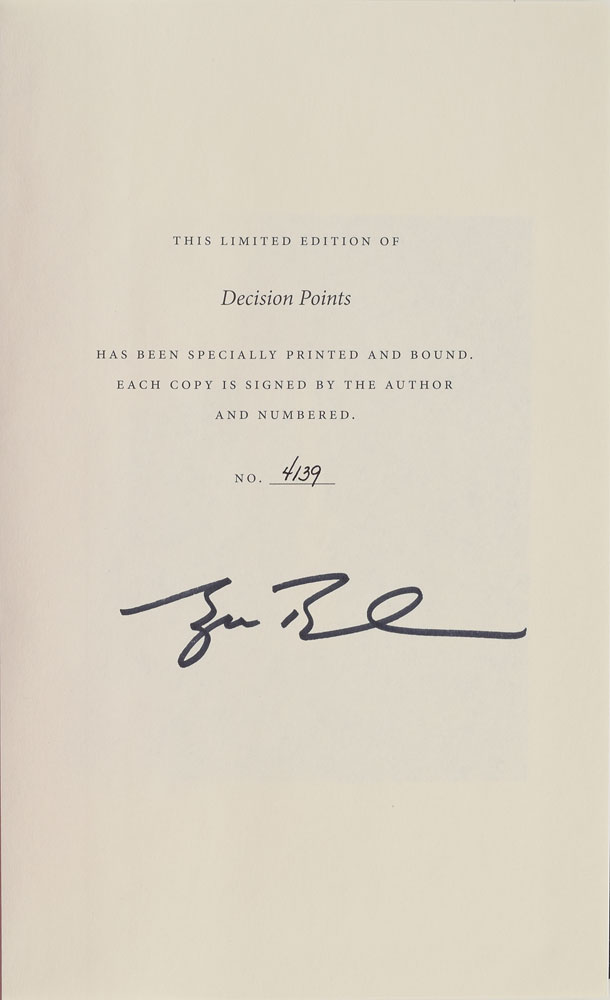 THIS LIMITED EDITION OF
Decision Points
HAS BEEN SPECIALLY PRINTED AND BOUND.
EACH COPY IS SIGNED BY THE AUTHOR
AND NUMBERED.
NO. 4139